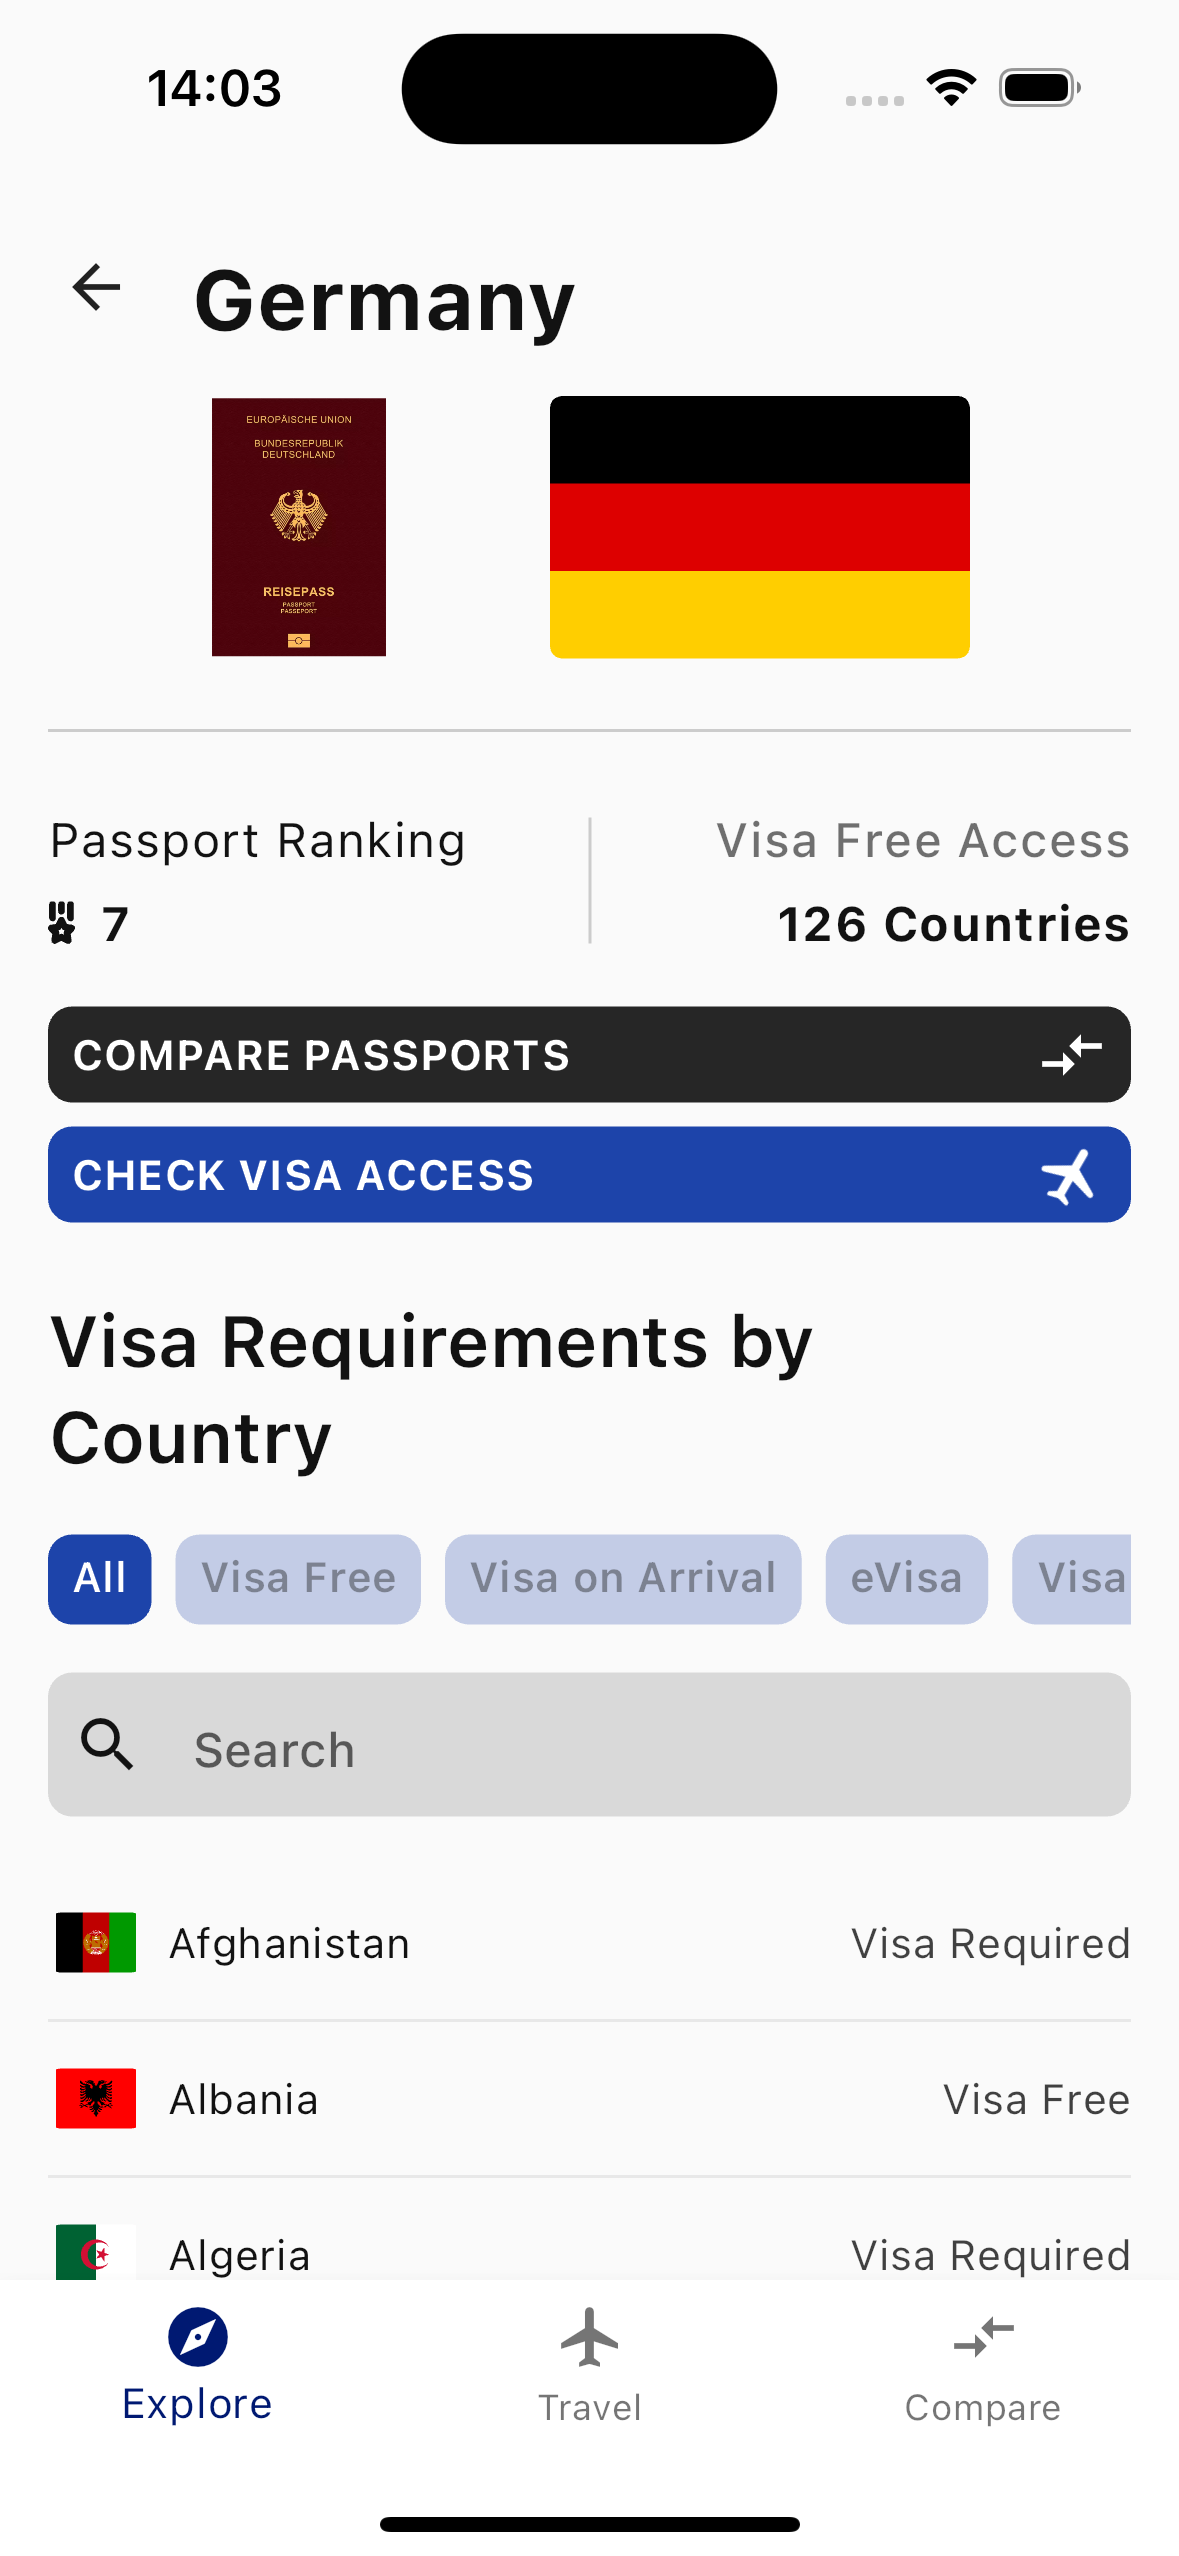 14:03
Germany
EUROPÄISCHE UNION
BUNDESREPUBLIK
DEUTSCHLAND
REISEPASS
PASSPORT
PASSEPORT
Passport Ranking
Visa Free Access
7
126 Countries
COMPARE PASSPORTS
CHECK VISA ACCESS
Visa Requirements by
Country
All
Visa Free
Visa on Arrival
eVisa
Visa
Search
Afghanistan
Visa Required
Albania
Visa Free
Algeria
Visa Required
Explore
Travel
Compare